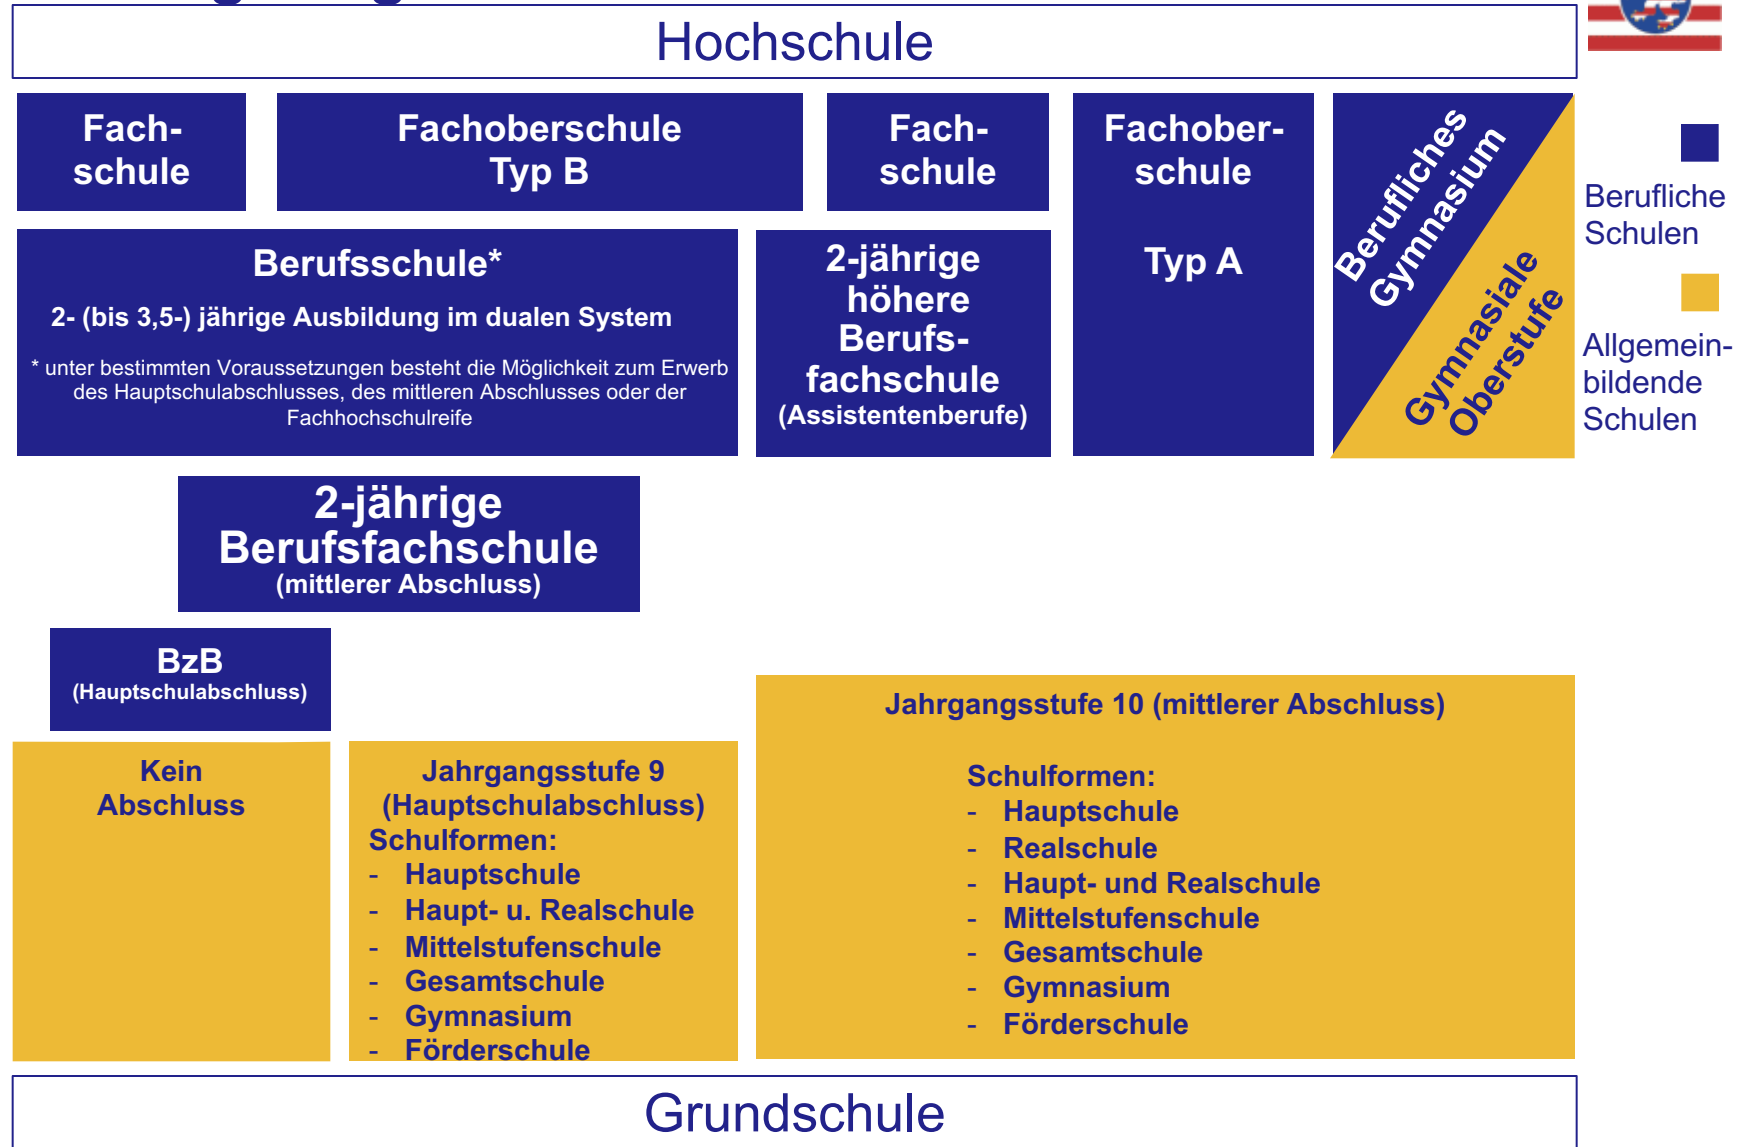 Hochschule
Fach-
schule
Fachoberschule
Typ B
Fach-
schule
Fachober-
schule
Typ A
Berufliches
Gymnasium
Gymnasiale
Oberstufe
Berufliche
Schulen
Allgemein-
bildende
Schulen
Berufsschule*
2- (bis 3,5-) jährige Ausbildung im dualen System
* unter bestimmten Voraussetzungen besteht die Möglichkeit zum Erwerb
des Hauptschulabschlusses, des mittleren Abschlusses oder der
Fachhochschulreife
2-jährige
höhere
Berufs-
fachschule
(Assistentenberufe)
2-jährige
Berufsfachschule
(mittlerer Abschluss)
BzB
(Hauptschulabschluss)
Kein
Abschluss
Jahrgangsstufe 9
(Hauptschulabschluss)
Schulformen:
- Hauptschule
- Haupt- u. Realschule
- Mittelstufenschule
- Gesamtschule
- Gymnasium
- Förderschule
Jahrgangsstufe 10 (mittlerer Abschluss)
Schulformen:
- Hauptschule
- Realschule
- Haupt- und Realschule
- Mittelstufenschule
- Gesamtschule
- Gymnasium
- Förderschule
Grundschule